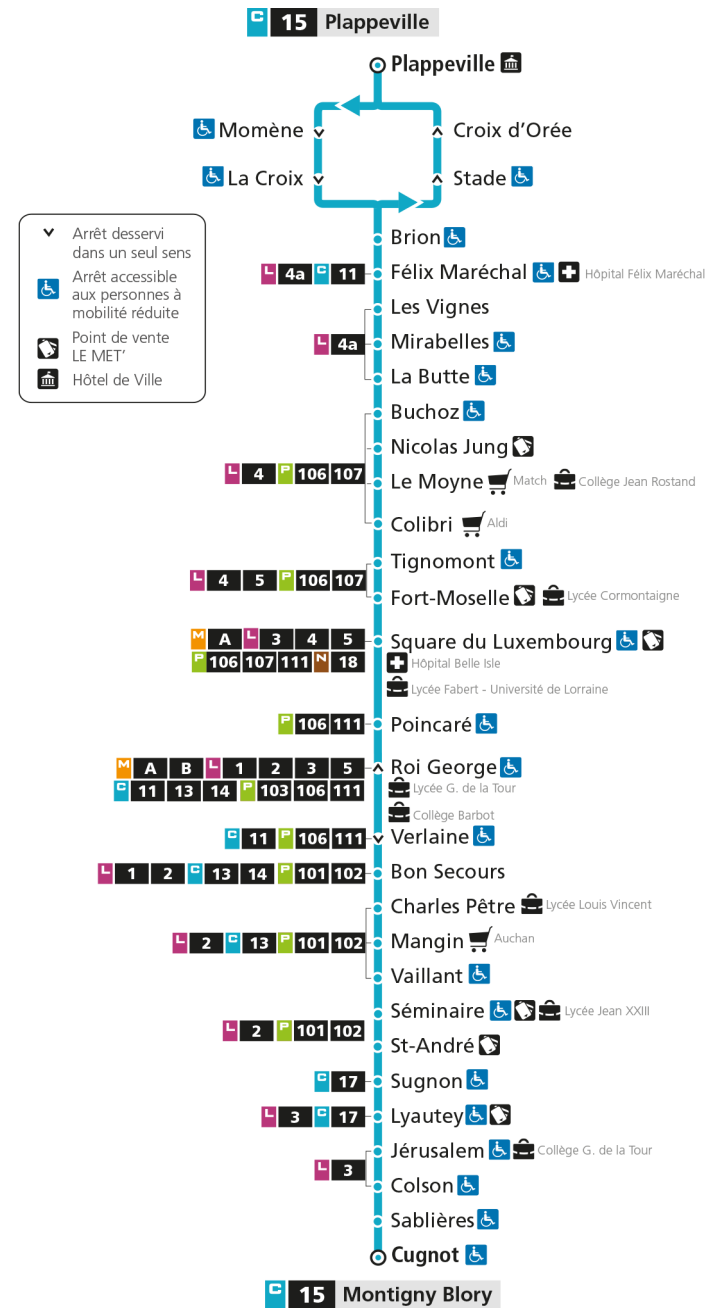 C 15 Plappeville
Plappeville
Momène
Croix d'Orée
La Croix
Stade
Arrêt desservi
dans un seul sens
Arrêt accessible
aux personnes à
mobilité réduite
Point de vente
LE MET'
Hôtel de Ville
Brion
L 4a C 11 Félix Maréchal Hôpital Félix Maréchal
Les Vignes
L 4a Mirabelles
La Butte
Buchoz
Nicolas Jung
L 4 P 106 107
Le Moyne Match Collège Jean Rostand
Colibri Aldi
Tignomont
L 4 5 P 106 107
Fort-Moselle Lycée Cormontaigne
M A L 3 4 5 Square du Luxembourg
P 106 107 111 N 18 Hôpital Belle Isle
Lycée Fabert - Université de Lorraine
P 106 111 Poincaré
M A B L 1 2 3 5 Roi George
C 11 13 14 P 103 106 111 Lycée G. de la Tour
Collège Barbot
C 11 P 106 111 Verlaine
L 1 2 C 13 14 P 101 102 Bon Secours
Charles Pêtre Lycée Louis Vincent
L 2 C 13 P 101 102 Mangin Auchan
Vaillant
Séminaire Lycée Jean XXIII
L 2 P 101 102
St-André
C 17 Sugnon
L 3 C 17 Lyautey
Jérusalem Collège G. de la Tour
L 3
Colson
Sablières
Cugnot
C 15 Montigny Blory